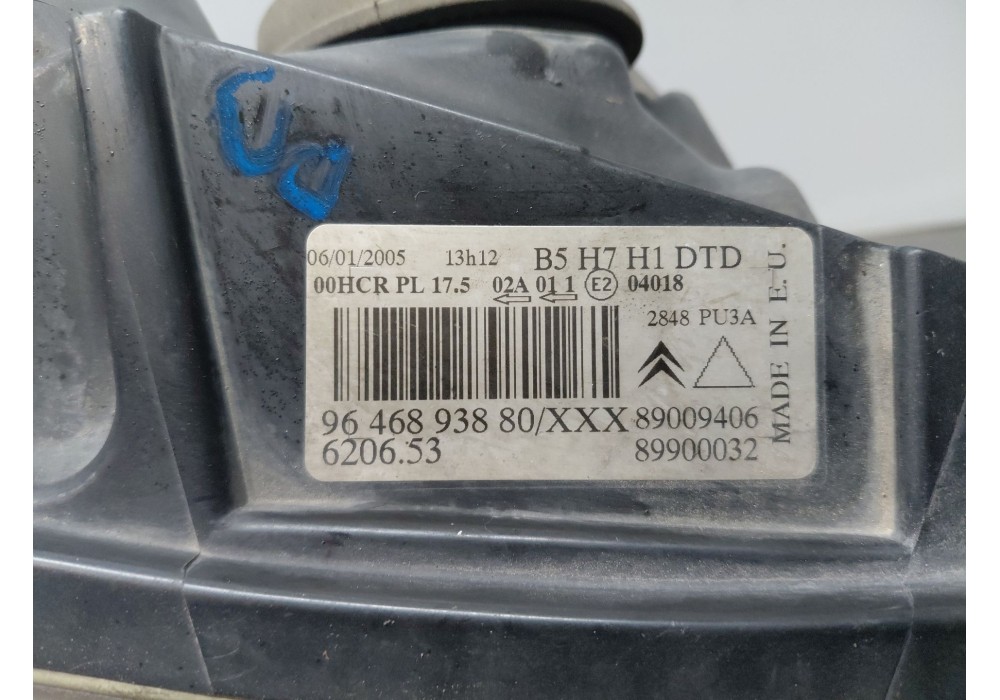 06/01/2005 13h12 B5 H7 H1 DTD
00HCR PL 17.5 02A 01 1 E2 04018
2848 PU3A
96 468 938 80/XXX 89009406
6206.53 89900032
MADE IN E.U.